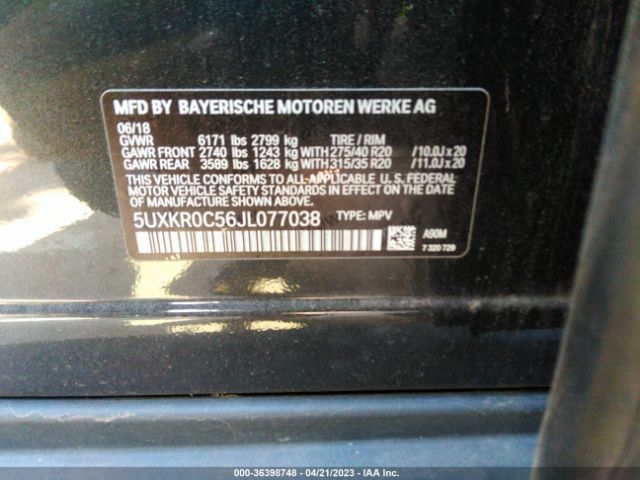 MFD BY BAYERISCHE MOTOREN WERKE AG
06/18
GVWR 6171 lbs 2799 kg TIRE / RIM
GAWR FRONT 2740 lbs 1243 kg WITH 275/40 R20 /10.0J x 20
GAWR REAR 3589 lbs 1628 kg WITH 315/35 R20 /11.0J x 20
THIS VEHICLE CONFORMS TO ALL APPLICABLE U. S. FEDERAL
MOTOR VEHICLE SAFETY STANDARDS IN EFFECT ON THE DATE OF
MANUFACTURE SHOWN ABOVE.
5UXKR0C56JL077038 TYPE: MPV
A90M
7 320 729
000-36398748 - 04/21/2023 - IAA Inc.